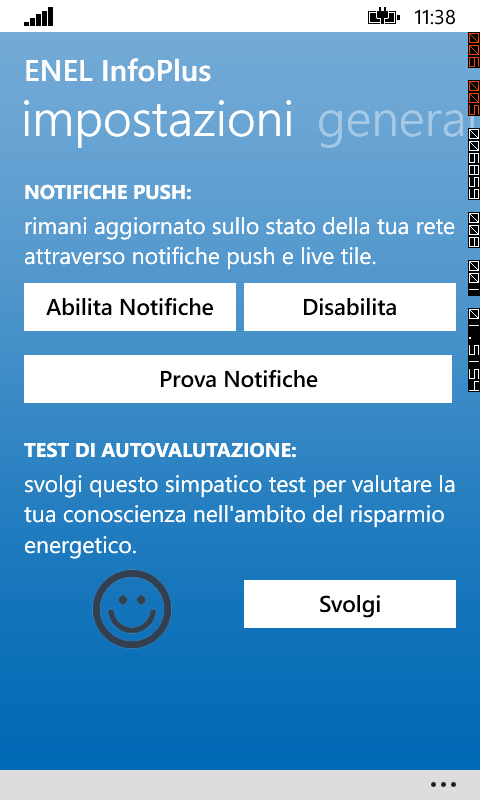 11:38
ENEL InfoPlus
impostazioni general
NOTIFICHE PUSH:
rimani aggiornato sullo stato della tua rete
attraverso notifiche push e live tile.
Abilita Notifiche
Disabilita
Prova Notifiche
TEST DI AUTOVALUTAZIONE:
svolgi questo simpatico test per valutare la
tua conoscienza nell'ambito del risparmio
energetico.
Svolgi